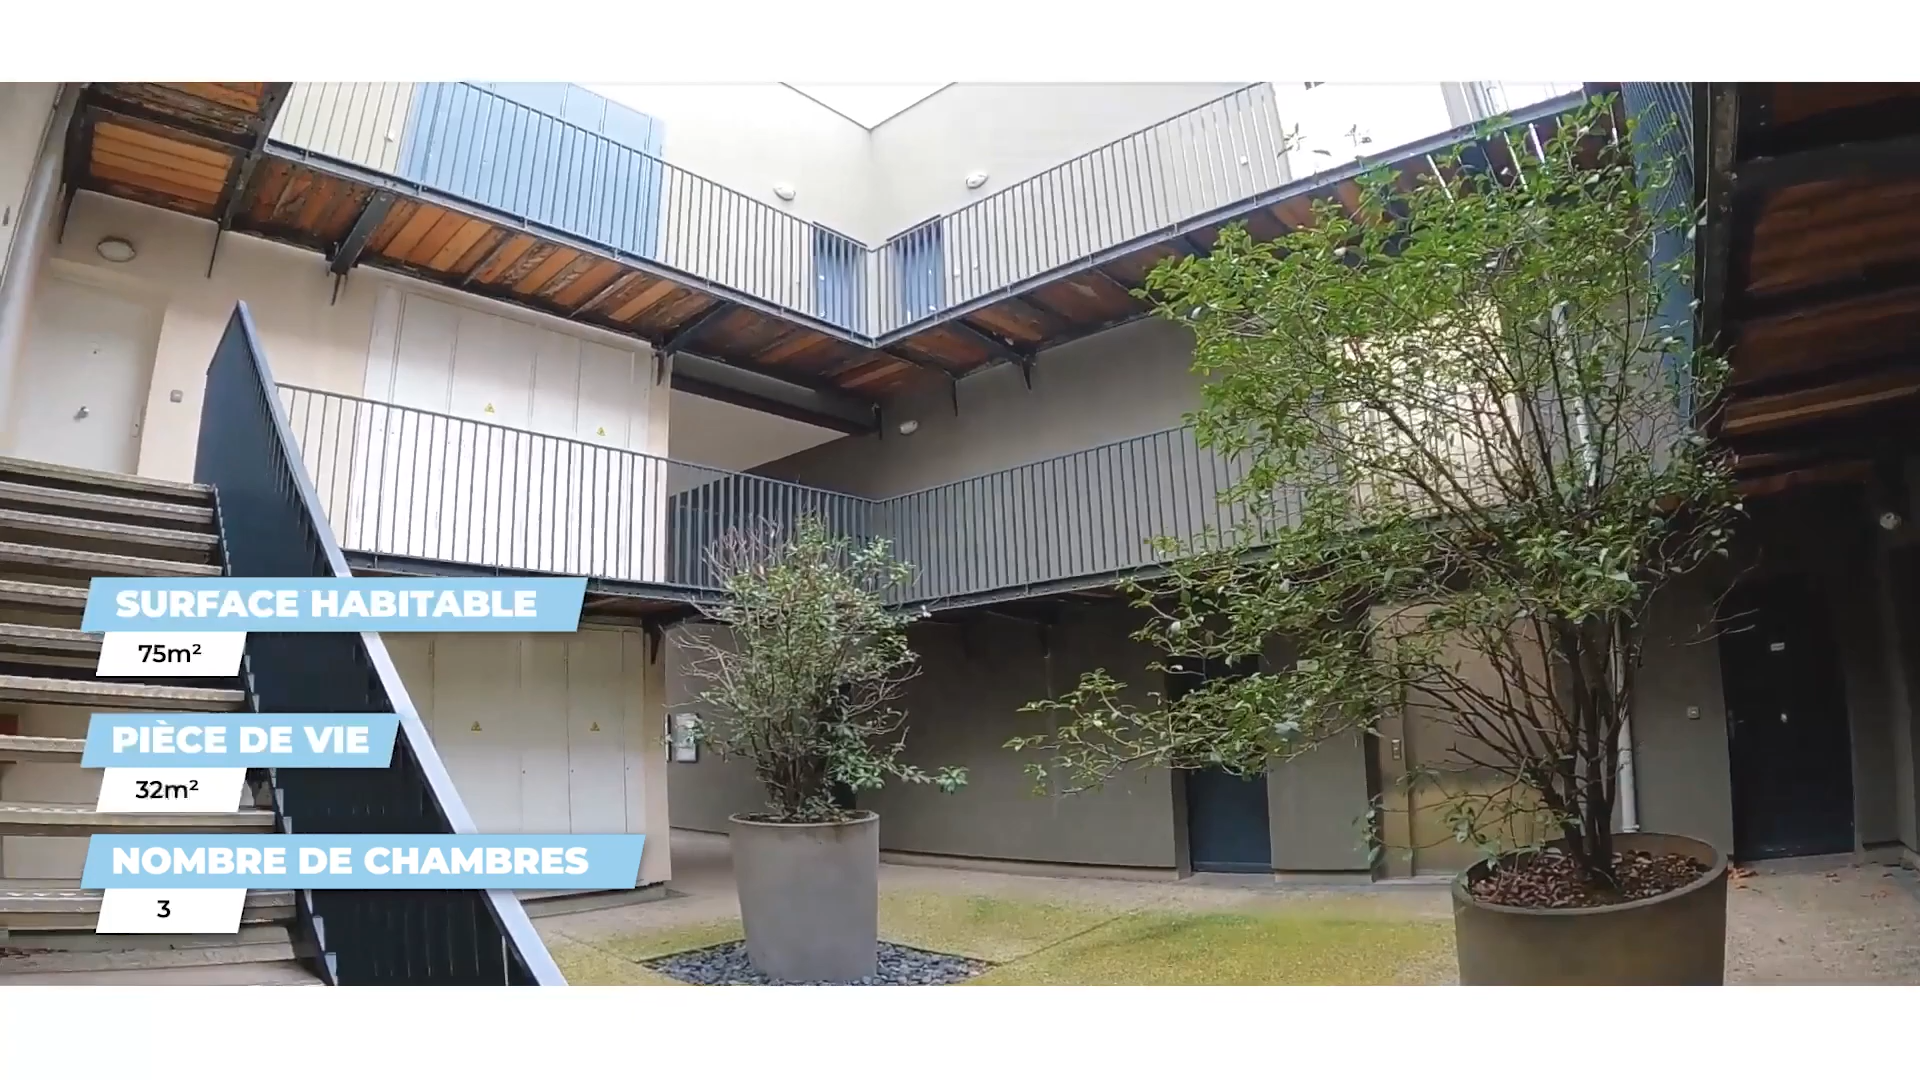 SURFACE HABITABLE
75m²
PIÈCE DE VIE
32m²
NOMBRE DE CHAMBRES
3